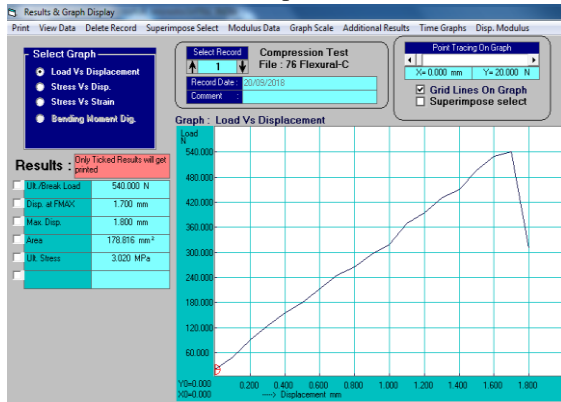 Results & Graph Display
Print View Data Delete Record Superimpose Select Modulus Data Graph Scale Additional Results Time Graphs Disp. Modulus
Select Graph
Load Vs Displacement
Stress Vs Disp.
Stress Vs Strain
Bending Moment Dig.
Select Record
1
Compression Test
File : 76 Flexural-C
Record Date : 20/09/2018
Comment :
Point Tracing On Graph
X= 0.000 mm Y= 20.000 N
Grid Lines On Graph
Superimpose select
Results :
Only Ticked Results will get
printed
Ult./Break Load 540.000 N
Disp. at FMAX 1.700 mm
Max. Disp. 1.800 mm
Area 178.816 mm²
Ult. Stress 3.020 MPa
Graph : Load Vs Displacement
Load
N
540.000
480.000
420.000
360.000
300.000
240.000
180.000
120.000
60.000
Y0=0.000
X0=0.000
0.200 0.400 0.600 0.800 1.000 1.200 1.400 1.600 1.800
---> Displacement mm